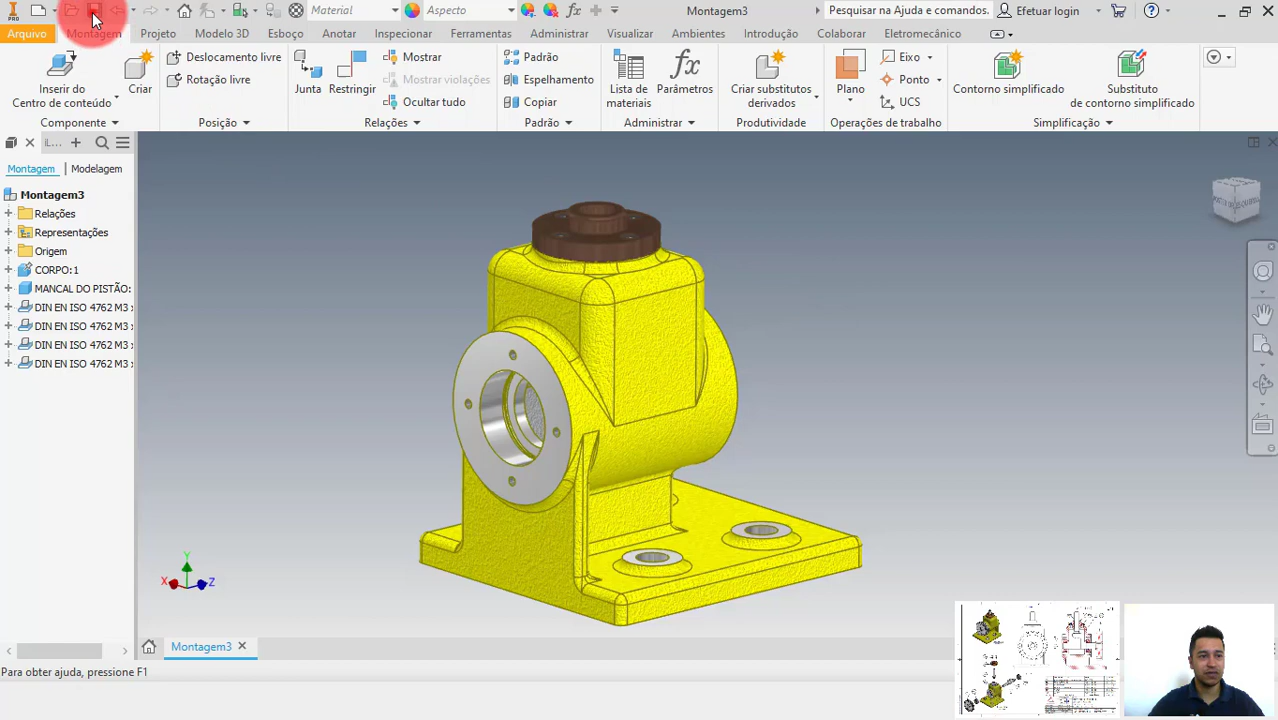 PRO Material Aspecto Montagem3 Pesquisar na Ajuda e comandos. Efetuar login
Arquivo Montagem Projeto Modelo 3D Esboço Anotar Inspecionar Ferramentas Administrar Visualizar Ambientes Introdução Colaborar Eletromecânico
Inserir do
Centro de conteúdo
Criar
Componente
Deslocamento livre
Rotação livre
Posição
Junta
Restringir
Mostrar
Mostrar violações
Ocultar tudo
Relações
Padrão
Espelhamento
Copiar
Padrão
Lista de
materiais
fx
Parâmetros
Administrar
Criar substitutos
derivados
Produtividade
Plano
Eixo
Ponto
UCS
Operações de trabalho
Contorno simplificado
Substituto
de contorno simplificado
Simplificação
iL...
Montagem Modelagem
Montagem3
Relações
Representações
Origem
CORPO:1
MANCAL DO PISTÃO:
DIN EN ISO 4762 M3 x
DIN EN ISO 4762 M3 x
DIN EN ISO 4762 M3 x
DIN EN ISO 4762 M3 x
Y
X
Z
Montagem3
Para obter ajuda, pressione F1